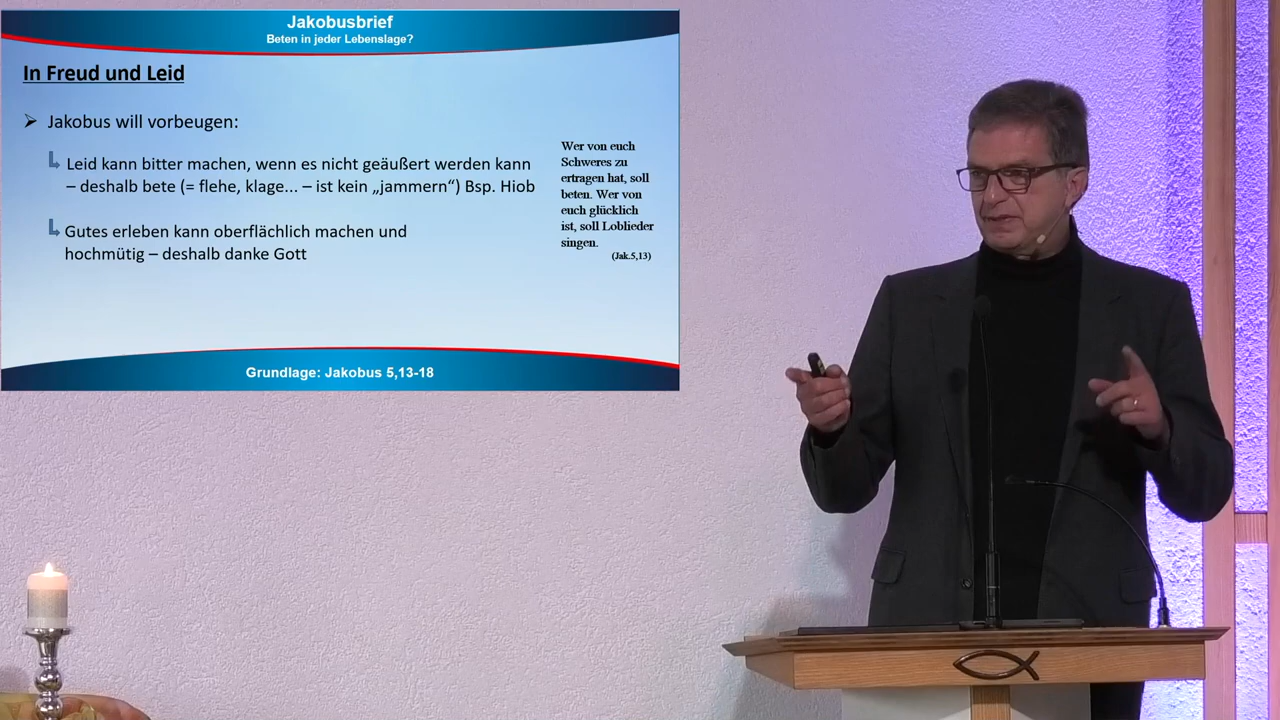 Jakobusbrief
Beten in jeder Lebenslage?
In Freud und Leid
Jakobus will vorbeugen:
Leid kann bitter machen, wenn es nicht geäußert werden kann
– deshalb bete (= flehe, klage... – ist kein „jammern“) Bsp. Hiob
Gutes erleben kann oberflächlich machen und
hochmütig – deshalb danke Gott
Wer von euch
Schweres zu
ertragen hat, soll
beten. Wer von
euch glücklich
ist, soll Loblieder
singen.
(Jak.5,13)
Grundlage: Jakobus 5,13-18